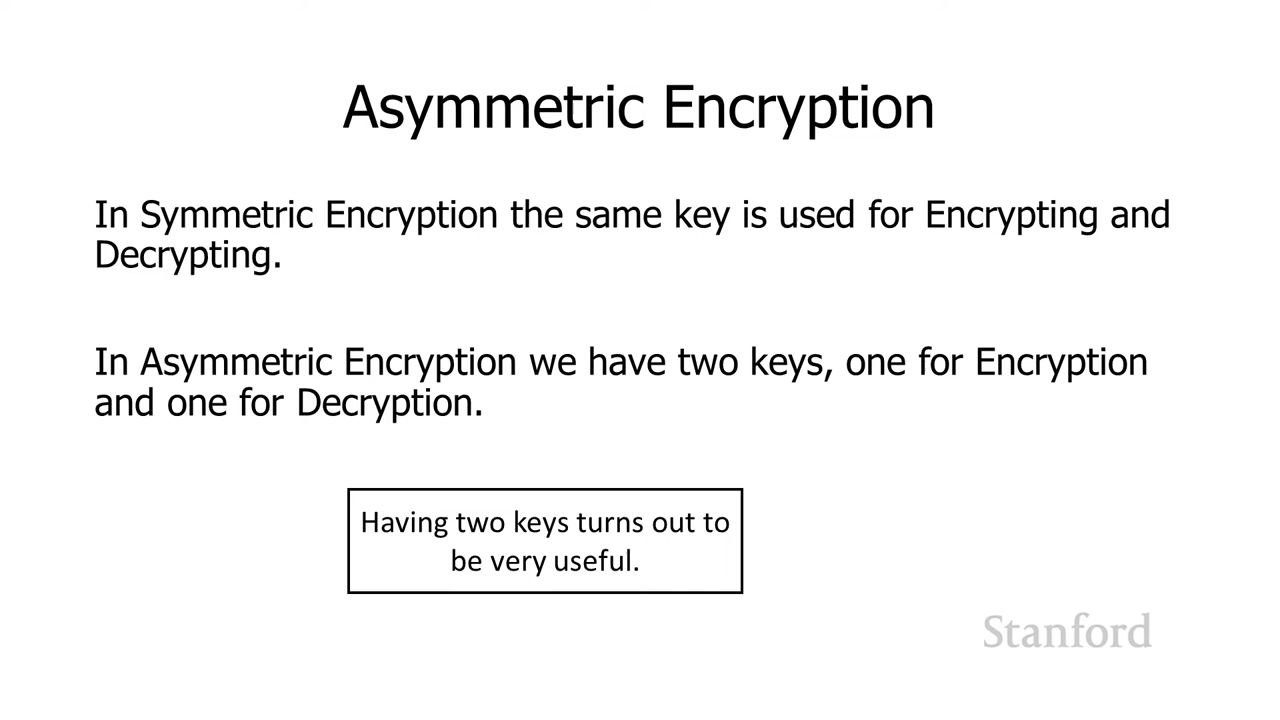 Asymmetric Encryption
In Symmetric Encryption the same key is used for Encrypting and
Decrypting.
In Asymmetric Encryption we have two keys, one for Encryption
and one for Decryption.
Having two keys turns out to
be very useful.
Stanford